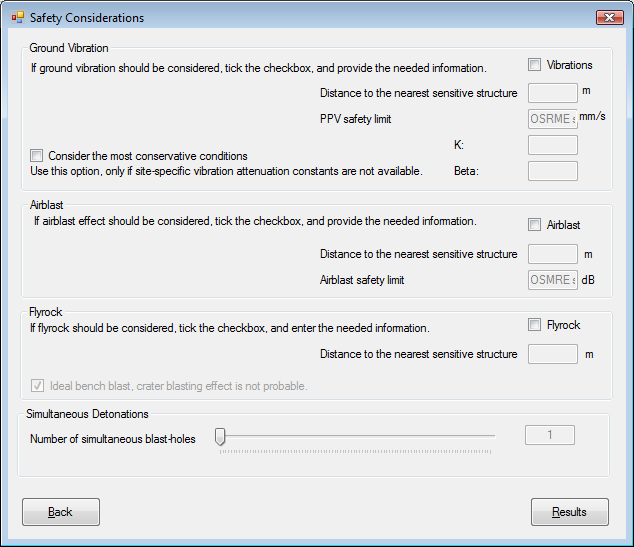 Safety Considerations
Ground Vibration
If ground vibration should be considered, tick the checkbox, and provide the needed information.
Vibrations
Distance to the nearest sensitive structure
m
PPV safety limit
OSRME s
mm/s
K:
Consider the most conservative conditions
Use this option, only if site-specific vibration attenuation constants are not available.
Beta:
Airblast
If airblast effect should be considered, tick the checkbox, and provide the needed information.
Airblast
Distance to the nearest sensitive structure
m
Airblast safety limit
OSMRE s
dB
Flyrock
If flyrock should be considered, tick the checkbox, and enter the needed information.
Flyrock
Distance to the nearest sensitive structure
m
Ideal bench blast, crater blasting effect is not probable.
Simultaneous Detonations
Number of simultaneous blast-holes
1
Back
Results